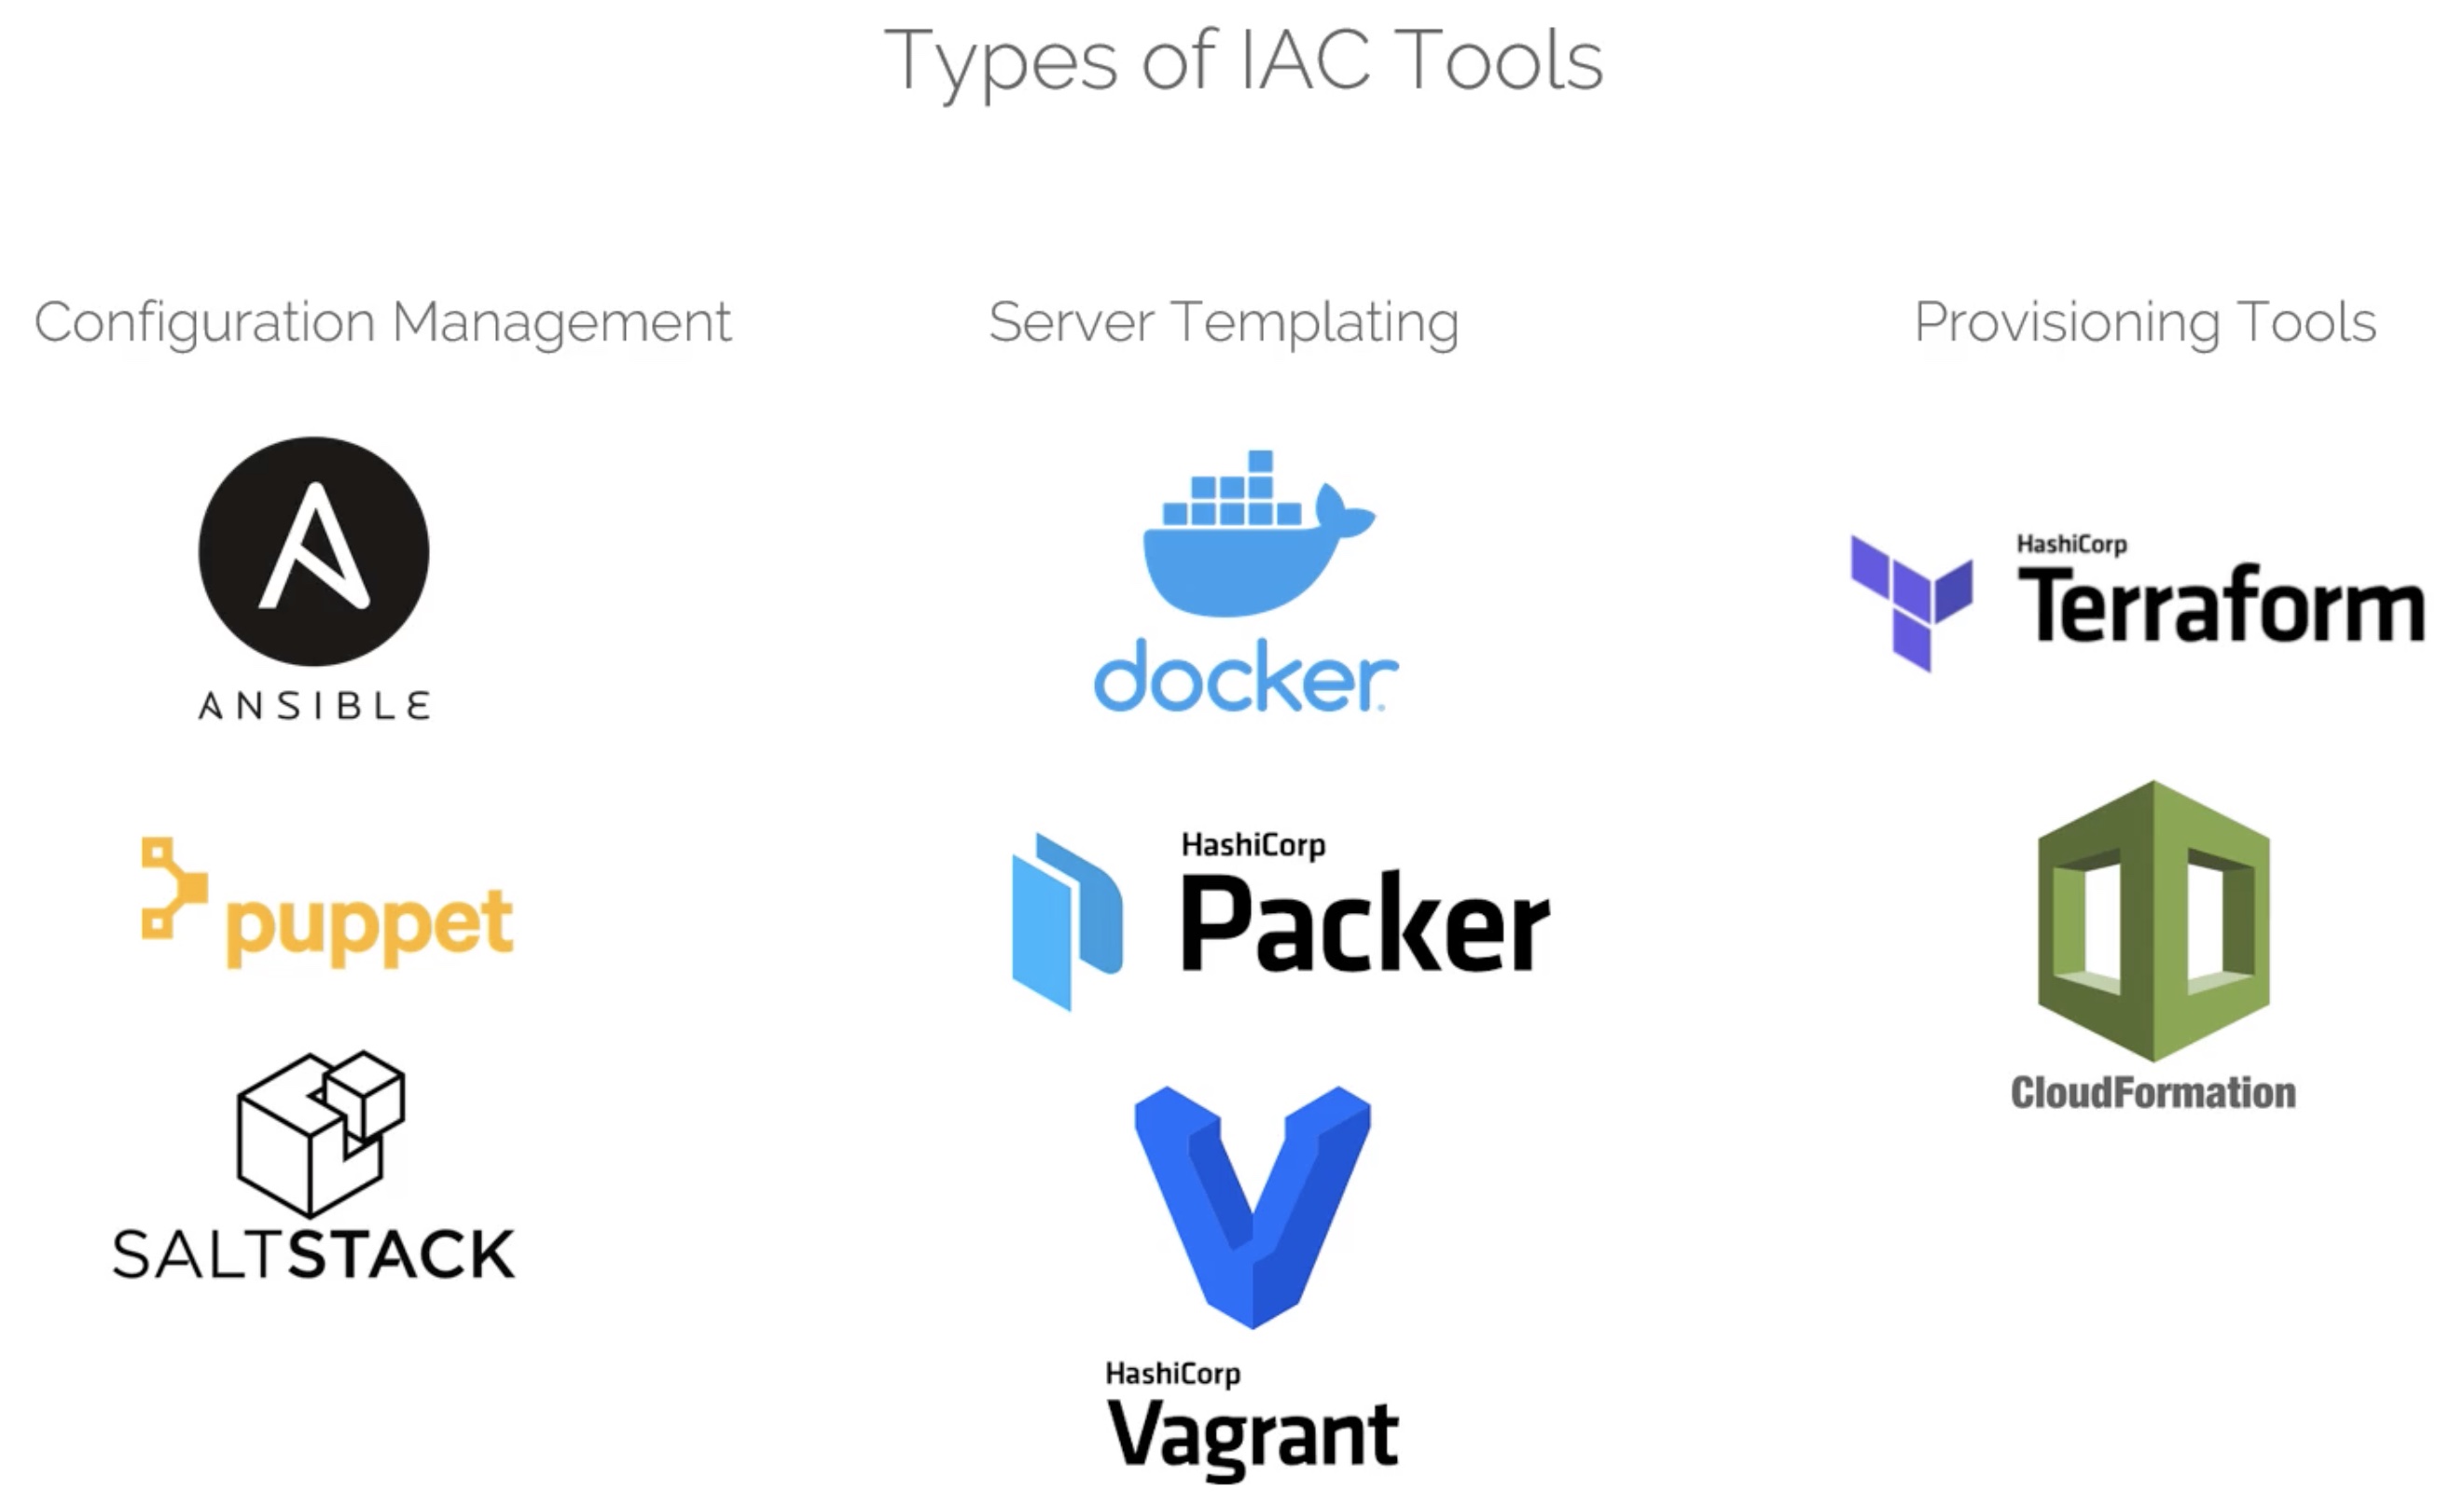 Types of IAC Tools
Configuration Management
ANSIBLE
puppet
SALTSTACK
Server Templating
docker
HashiCorp
Packer
HashiCorp
Vagrant
Provisioning Tools
HashiCorp
Terraform
CloudFormation